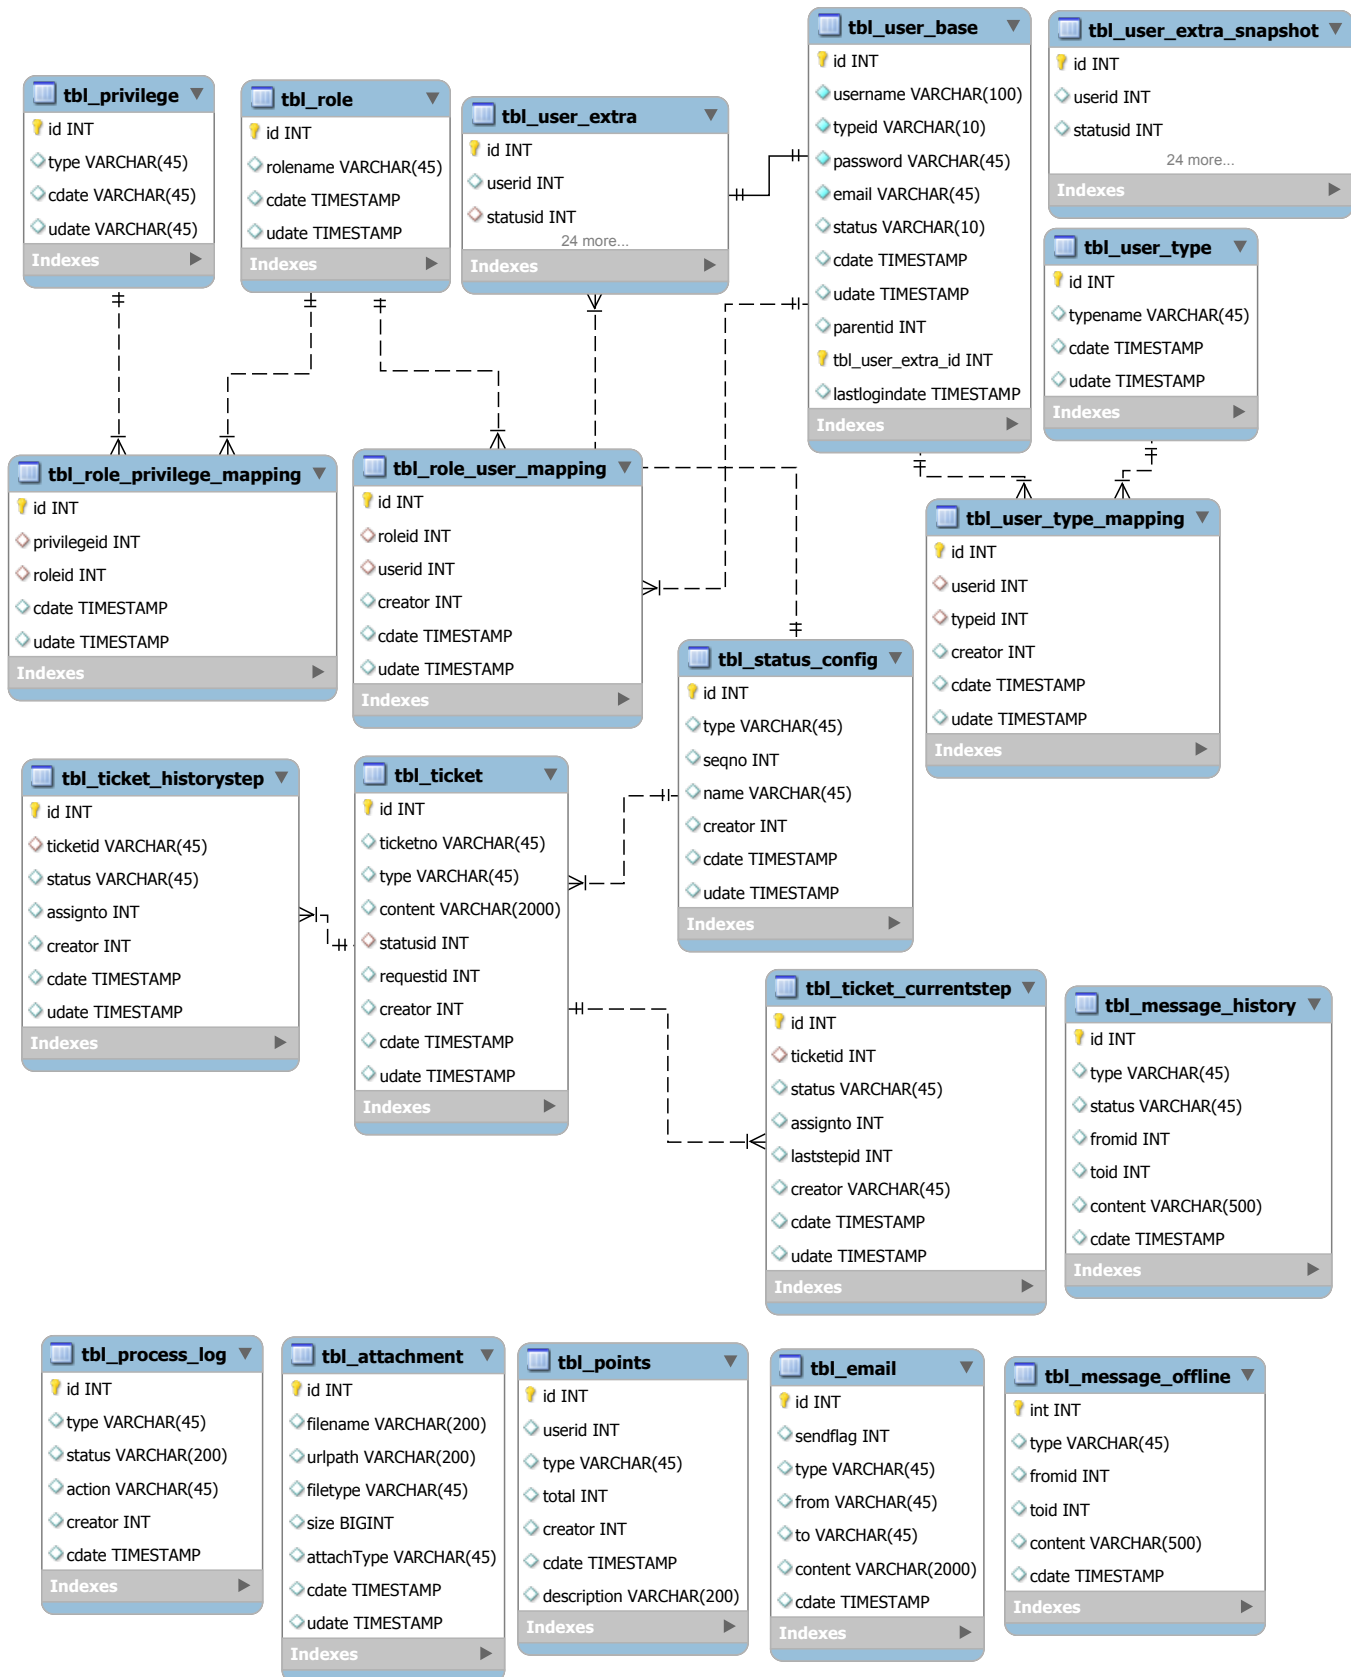 tbl_privilege
id INT
type VARCHAR(45)
cdate VARCHAR(45)
udate VARCHAR(45)
Indexes
tbl_role
id INT
rolename VARCHAR(45)
cdate TIMESTAMP
udate TIMESTAMP
Indexes
tbl_user_extra
id INT
userid INT
statusid INT
24 more...
Indexes
tbl_user_base
id INT
username VARCHAR(100)
typeid VARCHAR(10)
password VARCHAR(45)
email VARCHAR(45)
status VARCHAR(10)
cdate TIMESTAMP
udate TIMESTAMP
parentid INT
tbl_user_extra_id INT
lastlogindate TIMESTAMP
Indexes
tbl_user_extra_snapshot
id INT
userid INT
statusid INT
24 more...
Indexes
tbl_user_type
id INT
typename VARCHAR(45)
cdate TIMESTAMP
udate TIMESTAMP
Indexes
tbl_role_privilege_mapping
id INT
privilegeid INT
roleid INT
cdate TIMESTAMP
udate TIMESTAMP
Indexes
tbl_role_user_mapping
id INT
roleid INT
userid INT
creator INT
cdate TIMESTAMP
udate TIMESTAMP
Indexes
tbl_user_type_mapping
id INT
userid INT
typeid INT
creator INT
cdate TIMESTAMP
udate TIMESTAMP
Indexes
tbl_status_config
id INT
type VARCHAR(45)
seqno INT
name VARCHAR(45)
creator INT
cdate TIMESTAMP
udate TIMESTAMP
Indexes
tbl_ticket_historystep
id INT
ticketid VARCHAR(45)
status VARCHAR(45)
assignto INT
creator INT
cdate TIMESTAMP
udate TIMESTAMP
Indexes
tbl_ticket
id INT
ticketno VARCHAR(45)
type VARCHAR(45)
content VARCHAR(2000)
statusid INT
requestid INT
creator INT
cdate TIMESTAMP
udate TIMESTAMP
Indexes
tbl_ticket_currentstep
id INT
ticketid INT
status VARCHAR(45)
assignto INT
laststepid INT
creator VARCHAR(45)
cdate TIMESTAMP
udate TIMESTAMP
Indexes
tbl_message_history
id INT
type VARCHAR(45)
status VARCHAR(45)
fromid INT
toid INT
content VARCHAR(500)
cdate TIMESTAMP
Indexes
tbl_process_log
id INT
type VARCHAR(45)
status VARCHAR(200)
action VARCHAR(45)
creator INT
cdate TIMESTAMP
Indexes
tbl_attachment
id INT
filename VARCHAR(200)
urlpath VARCHAR(200)
filetype VARCHAR(45)
size BIGINT
attachType VARCHAR(45)
cdate TIMESTAMP
udate TIMESTAMP
Indexes
tbl_points
id INT
userid INT
type VARCHAR(45)
total INT
creator INT
cdate TIMESTAMP
description VARCHAR(200)
Indexes
tbl_email
id INT
sendflag INT
type VARCHAR(45)
from VARCHAR(45)
to VARCHAR(45)
content VARCHAR(2000)
cdate TIMESTAMP
Indexes
tbl_message_offline
int INT
type VARCHAR(45)
fromid INT
toid INT
content VARCHAR(500)
cdate TIMESTAMP
Indexes